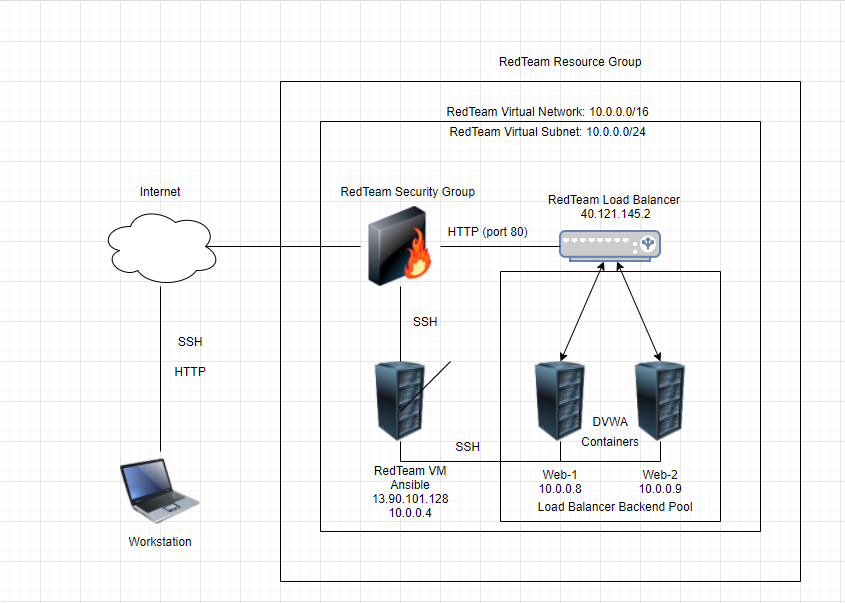 RedTeam Resource Group
RedTeam Virtual Network: 10.0.0.0/16
RedTeam Virtual Subnet: 10.0.0.0/24
Internet
RedTeam Security Group
RedTeam Load Balancer
40.121.145.2
HTTP (port 80)
SSH
SSH
HTTP
DVWA
Containers
SSH
RedTeam VM
Ansible
13.90.101.128
10.0.0.4
Web-1
10.0.0.8
Web-2
10.0.0.9
Load Balancer Backend Pool
Workstation